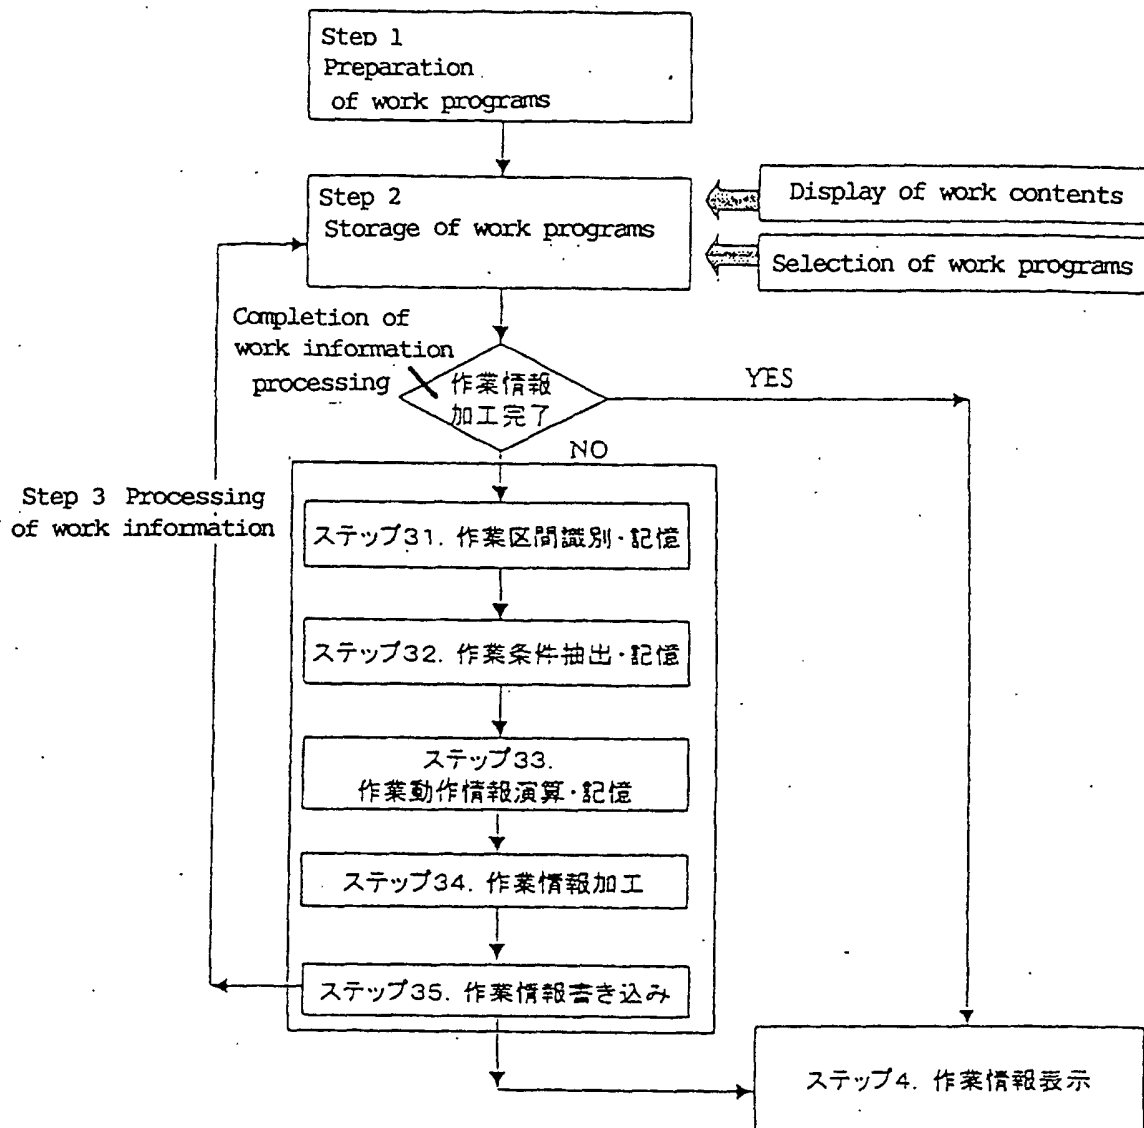 Step 1
Preparation
of work programs
Step 2
Storage of work programs
Display of work contents
Selection of work programs
Completion of
work information
processing
作業情報
加工完了
YES
NO
Step 3 Processing
of work information
ステップ31. 作業区間識別・記憶
ステップ32. 作業条件抽出・記憶
ステップ33.
作業動作情報演算・記憶
ステップ34. 作業情報加工
ステップ35. 作業情報書き込み
ステップ4. 作業情報表示